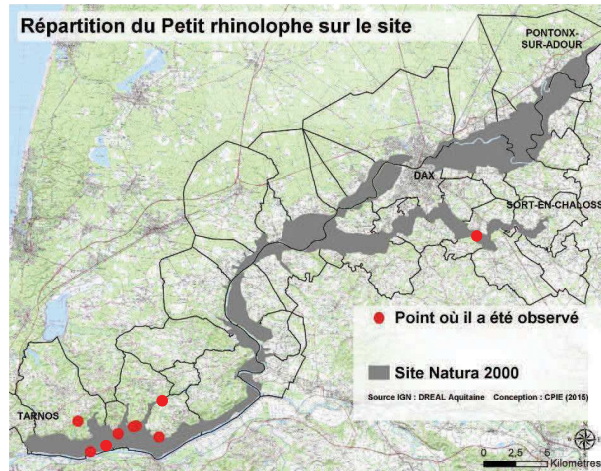 Répartition du Petit rhinolophe sur le site
PONTONX-
SUR-ADOUR
DAX
SORT-EN-CHALOSS
Point où il a été observé
Site Natura 2000
Source IGN : DREAL Aquitaine Conception : CPIE (2015)
TARNOS
0 2,5 5
Kilomètres